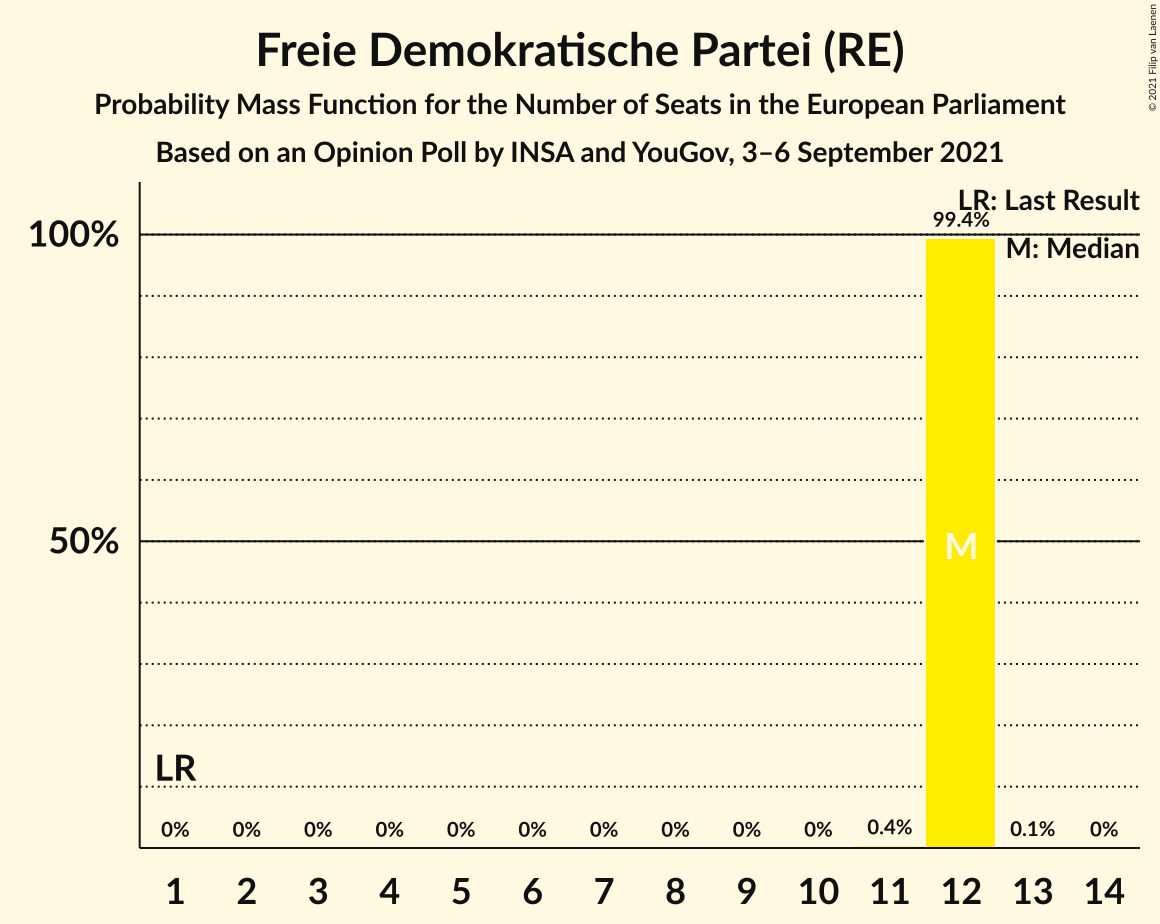 Freie Demokratische Partei (RE)
Probability Mass Function for the Number of Seats in the European Parliament
Based on an Opinion Poll by INSA and YouGov, 3–6 September 2021
© 2021 Filip van Laenen
LR: Last Result
M: Median
99.4%
100%
50%
M
LR
0% 0% 0% 0% 0% 0% 0% 0% 0% 0% 0.4% 0.1% 0%
1 2 3 4 5 6 7 8 9 10 11 12 13 14